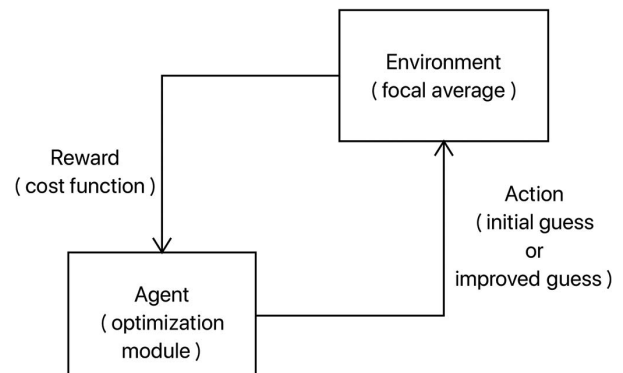 Environment
( focal average )
Reward
( cost function )
Action
( initial guess
or
improved guess )
Agent
( optimization
module )